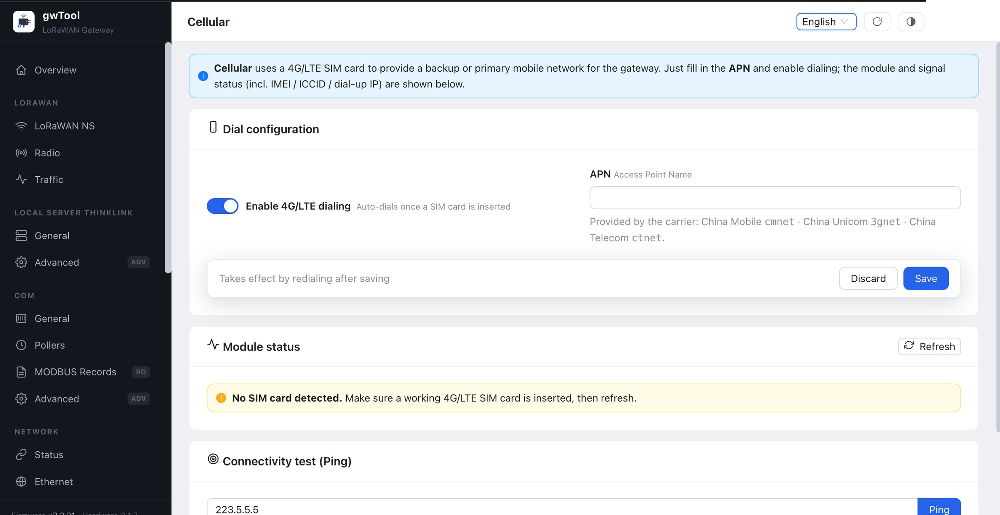 gwTool
LoRaWAN Gateway
Overview
LORAWAN
LoRaWAN NS
Radio
Traffic
LOCAL SERVER THINKLINK
General
Advanced ADV
COM
General
Pollers
MODBUS Records RO
Advanced ADV
NETWORK
Status
Ethernet
Cellular
English
Cellular uses a 4G/LTE SIM card to provide a backup or primary mobile network for the gateway. Just fill in the APN and enable dialing; the module and signal
status (incl. IMEI / ICCID / dial-up IP) are shown below.
Dial configuration
Enable 4G/LTE dialing Auto-dials once a SIM card is inserted
APN Access Point Name
Provided by the carrier: China Mobile cmnet · China Unicom 3gnet · China
Telecom ctnet.
Takes effect by redialing after saving
Discard
Save
Module status
Refresh
No SIM card detected. Make sure a working 4G/LTE SIM card is inserted, then refresh.
Connectivity test (Ping)
223.5.5.5
Ping